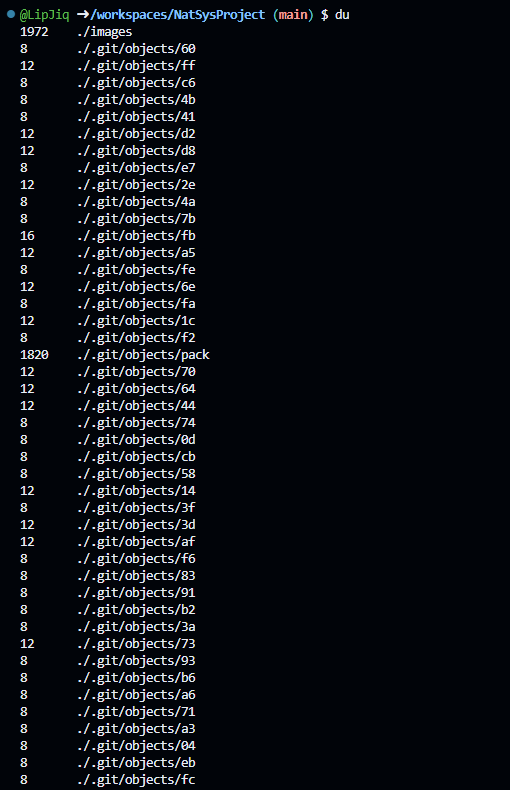 @LipJiq ➜/workspaces/NatSysProject (main) $ du
1972 ./images
8 ./.git/objects/60
12 ./.git/objects/ff
8 ./.git/objects/c6
8 ./.git/objects/4b
8 ./.git/objects/41
12 ./.git/objects/d2
12 ./.git/objects/d8
8 ./.git/objects/e7
12 ./.git/objects/2e
8 ./.git/objects/4a
8 ./.git/objects/7b
16 ./.git/objects/fb
12 ./.git/objects/a5
8 ./.git/objects/fe
12 ./.git/objects/6e
8 ./.git/objects/fa
12 ./.git/objects/1c
8 ./.git/objects/f2
1820 ./.git/objects/pack
12 ./.git/objects/70
12 ./.git/objects/64
12 ./.git/objects/44
8 ./.git/objects/74
8 ./.git/objects/0d
8 ./.git/objects/cb
8 ./.git/objects/58
12 ./.git/objects/14
8 ./.git/objects/3f
12 ./.git/objects/3d
12 ./.git/objects/af
8 ./.git/objects/f6
8 ./.git/objects/83
8 ./.git/objects/91
8 ./.git/objects/b2
8 ./.git/objects/3a
12 ./.git/objects/73
8 ./.git/objects/93
8 ./.git/objects/b6
8 ./.git/objects/a6
8 ./.git/objects/71
8 ./.git/objects/a3
8 ./.git/objects/04
8 ./.git/objects/eb
8 ./.git/objects/fc